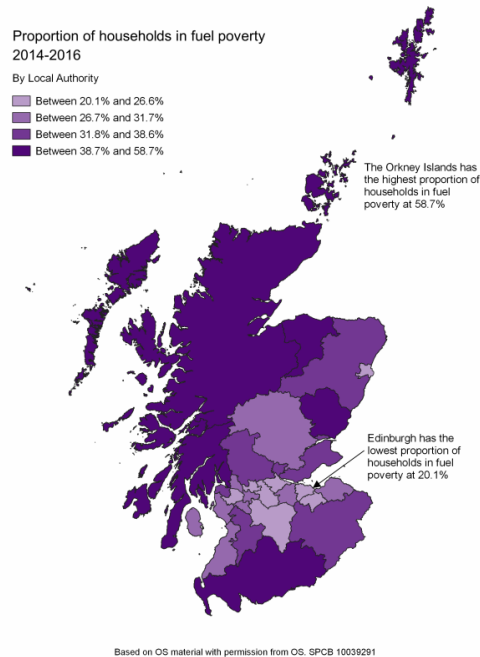 Proportion of households in fuel poverty
2014-2016
By Local Authority
Between 20.1% and 26.6%
Between 26.7% and 31.7%
Between 31.8% and 38.6%
Between 38.7% and 58.7%
The Orkney Islands has
the highest proportion of
households in fuel
poverty at 58.7%
Edinburgh has the
lowest proportion of
households in fuel
poverty at 20.1%
Based on OS material with permission from OS. SPCB 10039291